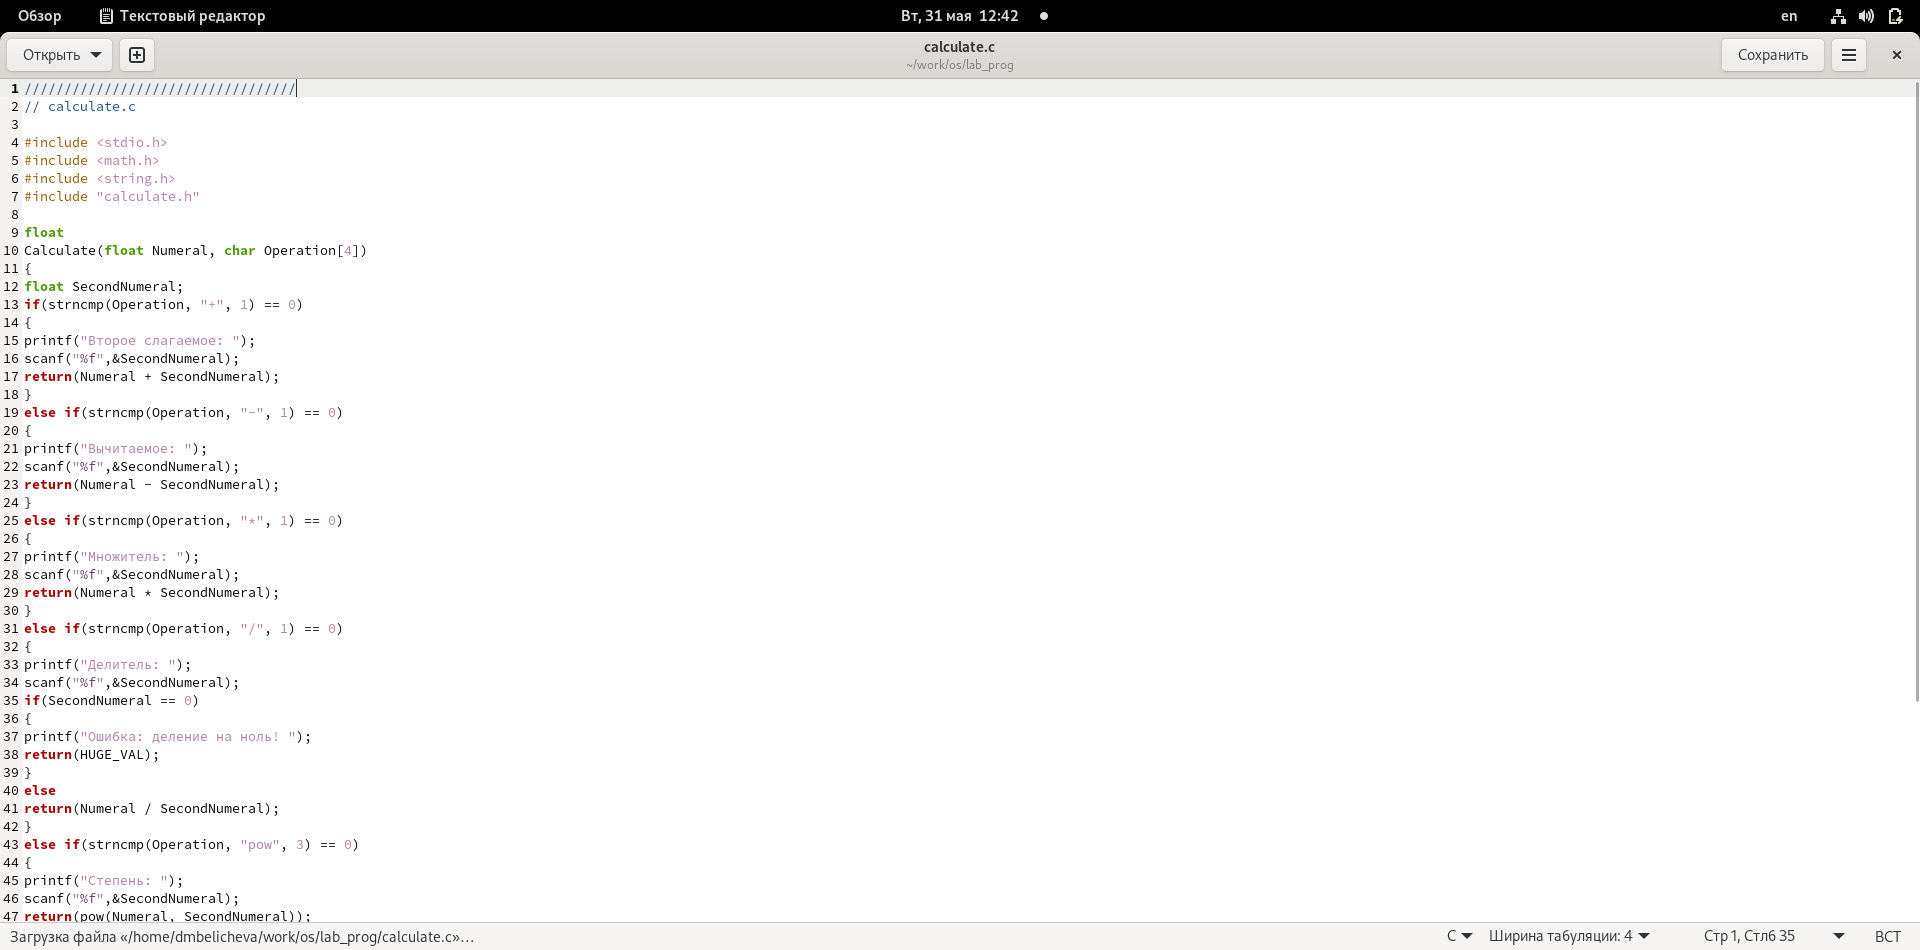 Обзор Текстовый редактор Вт, 31 мая 12:42 en
Открыть calculate.c Сохранить
~/work/os/lab_prog
1 //////////////////////////////////
2 // calculate.c
3
4 #include <stdio.h>
5 #include <math.h>
6 #include <string.h>
7 #include "calculate.h"
8
9 float
10 Calculate(float Numeral, char Operation[4])
11 {
12 float SecondNumeral;
13 if(strncmp(Operation, "+", 1) == 0)
14 {
15 printf("Второе слагаемое: ");
16 scanf("%f",&SecondNumeral);
17 return(Numeral + SecondNumeral);
18 }
19 else if(strncmp(Operation, "-", 1) == 0)
20 {
21 printf("Вычитаемое: ");
22 scanf("%f",&SecondNumeral);
23 return(Numeral - SecondNumeral);
24 }
25 else if(strncmp(Operation, "*", 1) == 0)
26 {
27 printf("Множитель: ");
28 scanf("%f",&SecondNumeral);
29 return(Numeral * SecondNumeral);
30 }
31 else if(strncmp(Operation, "/", 1) == 0)
32 {
33 printf("Делитель: ");
34 scanf("%f",&SecondNumeral);
35 if(SecondNumeral == 0)
36 {
37 printf("Ошибка: деление на ноль! ");
38 return(HUGE_VAL);
39 }
40 else
41 return(Numeral / SecondNumeral);
42 }
43 else if(strncmp(Operation, "pow", 3) == 0)
44 {
45 printf("Степень: ");
46 scanf("%f",&SecondNumeral);
47 return(pow(Numeral, SecondNumeral));
Загрузка файла «/home/dmbelicheva/work/os/lab_prog/calculate.c»… C Ширина табуляции: 4 Стр 1, Стлб 35 ВСТ